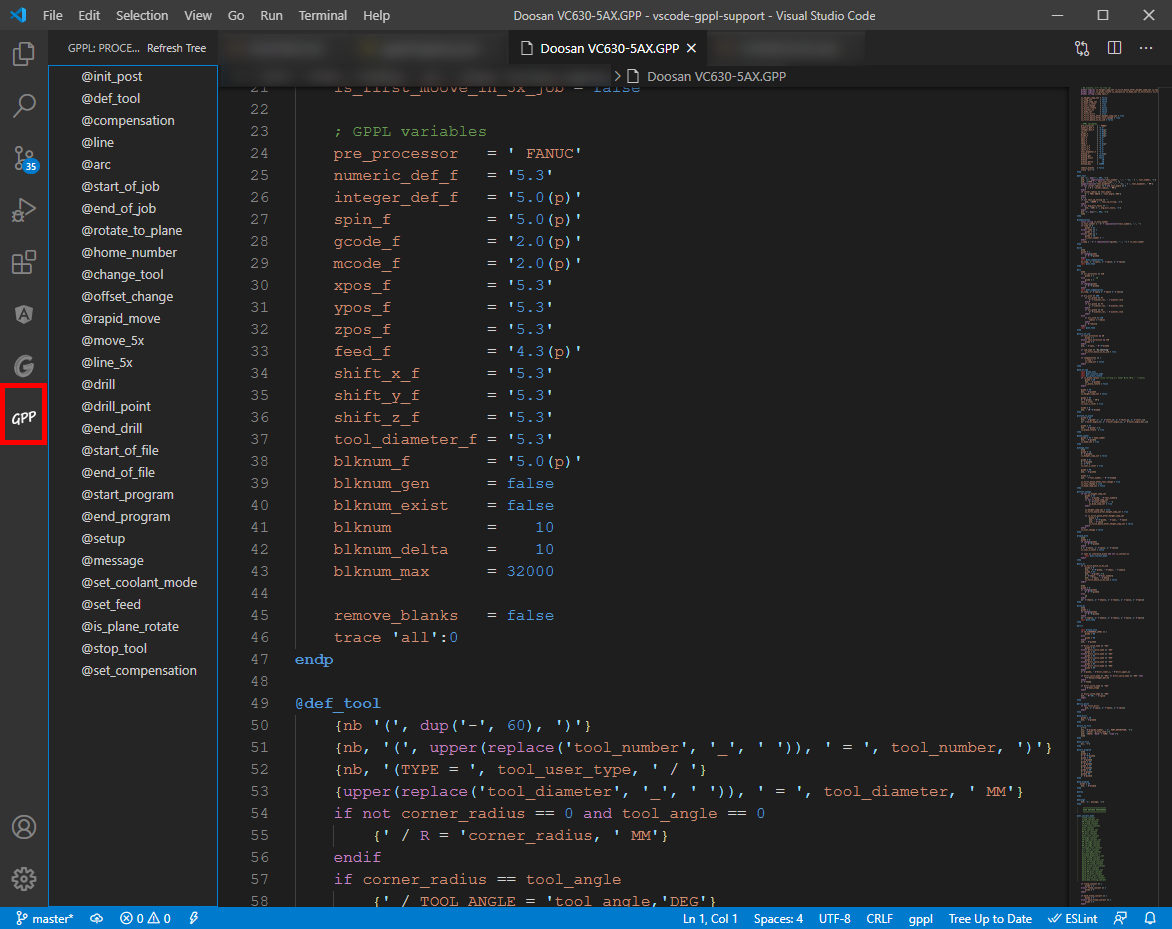 File Edit Selection View Go Run Terminal Help
Doosan VC630-5AX.GPP - vscode-gppl-support - Visual Studio Code
GPPL: PROCE... Refresh Tree
Doosan VC630-5AX.GPP ×
> Doosan VC630-5AX.GPP
35
GPP
@init_post
@def_tool
@compensation
@line
@arc
@start_of_job
@end_of_job
@rotate_to_plane
@home_number
@change_tool
@offset_change
@rapid_move
@move_5x
@line_5x
@drill
@drill_point
@end_drill
@start_of_file
@end_of_file
@start_program
@end_program
@setup
@message
@set_coolant_mode
@set_feed
@is_plane_rotate
@stop_tool
@set_compensation
21 is_first_moove_in_5x_job = false
22
23 ; GPPL variables
24 pre_processor = ' FANUC'
25 numeric_def_f = '5.3'
26 integer_def_f = '5.0(p)'
27 spin_f = '5.0(p)'
28 gcode_f = '2.0(p)'
29 mcode_f = '2.0(p)'
30 xpos_f = '5.3'
31 ypos_f = '5.3'
32 zpos_f = '5.3'
33 feed_f = '4.3(p)'
34 shift_x_f = '5.3'
35 shift_y_f = '5.3'
36 shift_z_f = '5.3'
37 tool_diameter_f = '5.3'
38 blknum_f = '5.0(p)'
39 blknum_gen = false
40 blknum_exist = false
41 blknum = 10
42 blknum_delta = 10
43 blknum_max = 32000
44
45 remove_blanks = false
46 trace 'all':0
47 endp
48
49 @def_tool
50 {nb '(', dup('-', 60), ')'}
51 {nb, '(', upper(replace('tool_number', '_', ' ')), ' = ', tool_number, ')'}
52 {nb, '(TYPE = ', tool_user_type, ' / '}
53 {upper(replace('tool_diameter', '_', ' ')), ' = ', tool_diameter, ' MM'}
54 if not corner_radius == 0 and tool_angle == 0
55 {' / R = 'corner_radius, ' MM'}
56 endif
57 if corner_radius == tool_angle
58 {' / TOOL ANGLE = 'tool_angle,'DEG'}
master* 0 0 Ln 1, Col 1 Spaces: 4 UTF-8 CRLF gppl Tree Up to Date ESLint